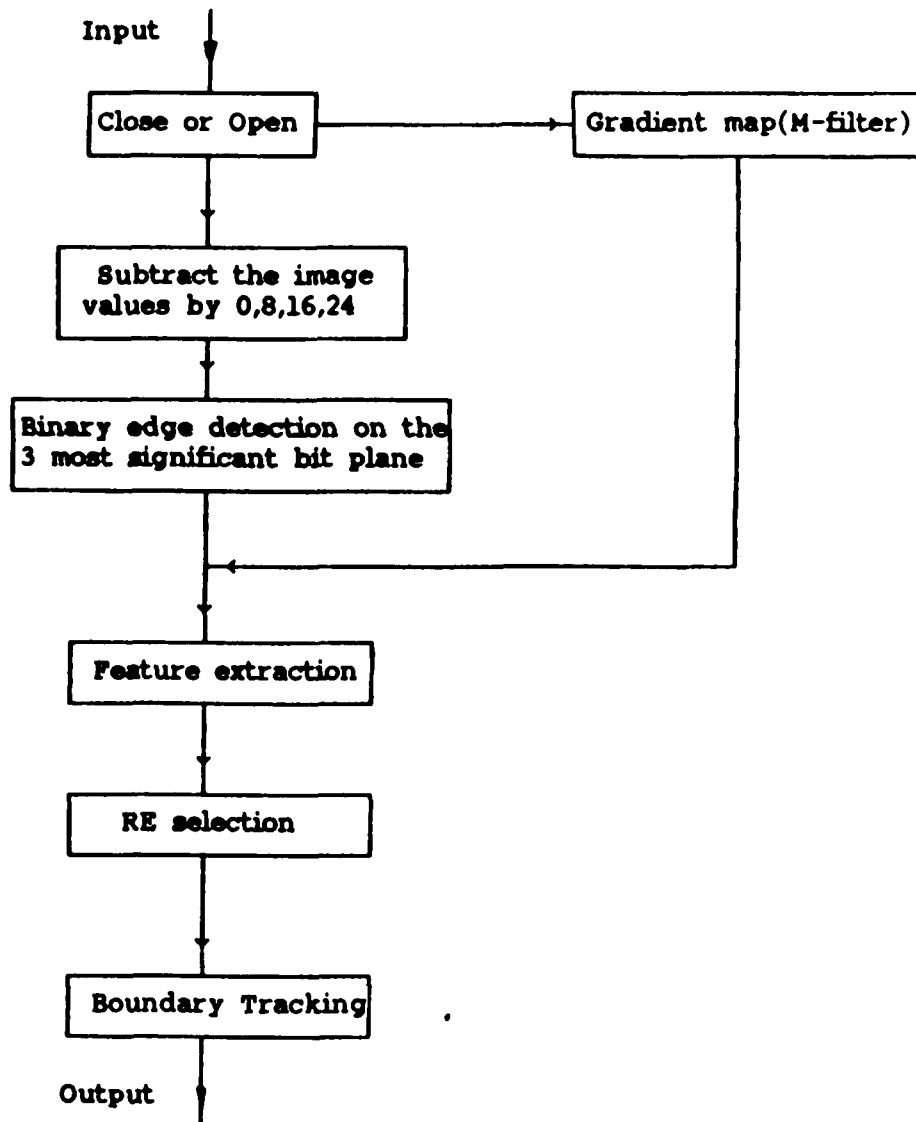 Input
Close or Open
Gradient map(M-filter)
Subtract the image
values by 0,8,16,24
Binary edge detection on the
3 most significant bit plane
Feature extraction
RE selection
Boundary Tracking
Output